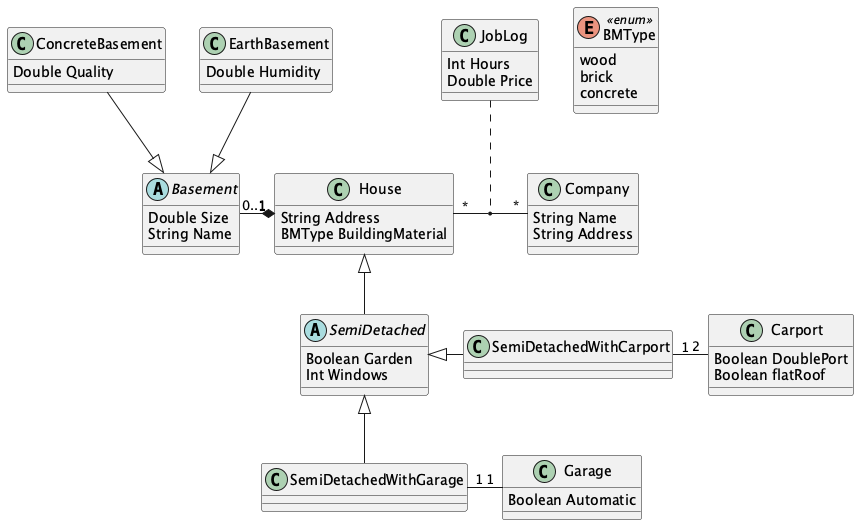 C ConcreteBasement
Double Quality
C EarthBasement
Double Humidity
C JobLog
Int Hours
Double Price
E «enum»
BMType
wood
brick
concrete
A Basement
Double Size
String Name
0..1
1
C House
String Address
BMType BuildingMaterial
*
*
C Company
String Name
String Address
A SemiDetached
Boolean Garden
Int Windows
C SemiDetachedWithCarport
1
2
C Carport
Boolean DoublePort
Boolean flatRoof
C SemiDetachedWithGarage
1
1
C Garage
Boolean Automatic